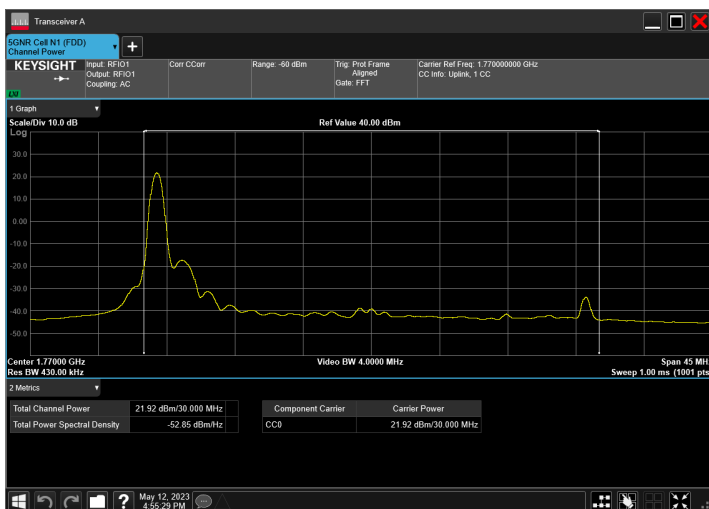 Transceiver A
5GNR Cell N1 (FDD)
Channel Power
KEYSIGHT
LXI
Input: RFIO1
Output: RFIO1
Coupling: AC
Corr CCorr
Range: -60 dBm
Trig: Prot Frame
Aligned
Gate: FFT
Carrier Ref Freq: 1.770000000 GHz
CC Info: Uplink, 1 CC
1 Graph
Scale/Div 10.0 dB
Ref Value 40.00 dBm
Log
30.0
20.0
10.0
0.00
-10.0
-20.0
-30.0
-40.0
-50.0
Center 1.77000 GHz
Video BW 4.0000 MHz
Span 45 MHz
Res BW 430.00 kHz
Sweep 1.00 ms (1001 pts
2 Metrics
Total Channel Power 21.92 dBm/30.000 MHz
Total Power Spectral Density -52.85 dBm/Hz
Component Carrier Carrier Power
CC0 21.92 dBm/30.000 MHz
?
May 12, 2023
4:55:29 PM